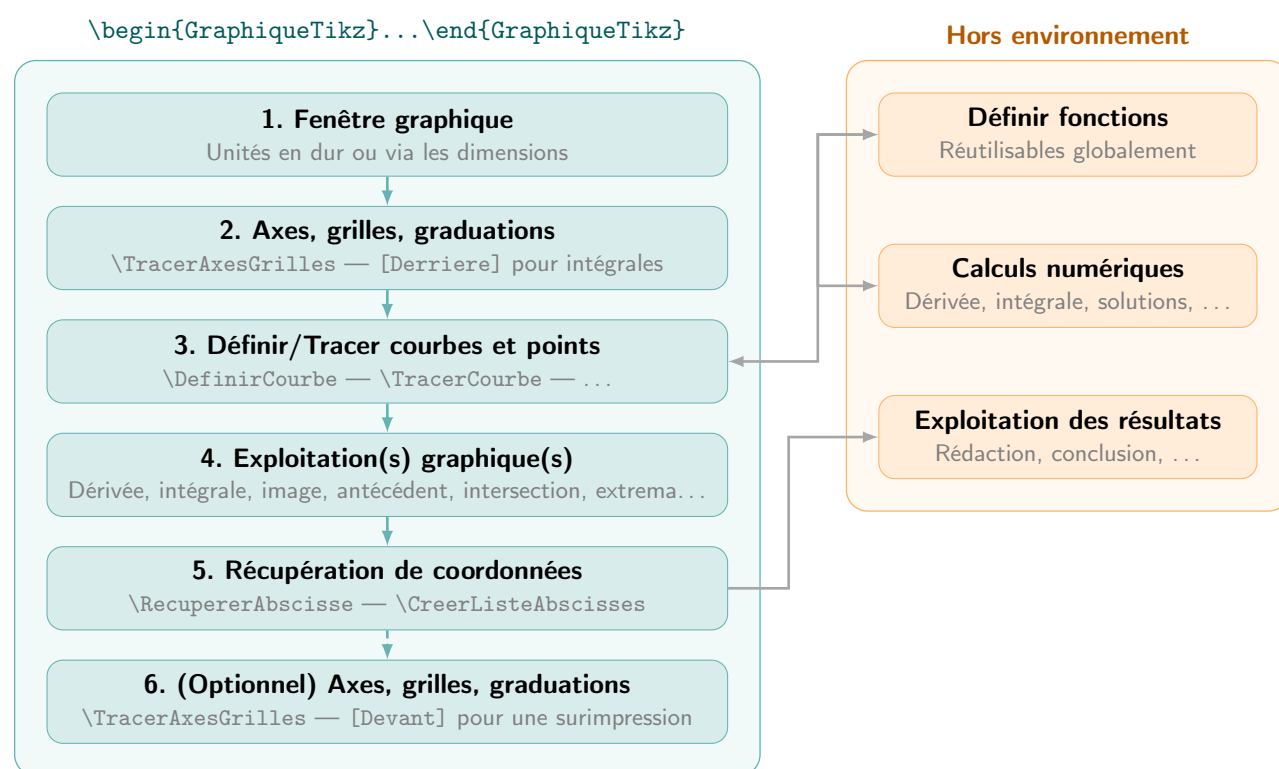 \begin{GraphiqueTikz}...\end{GraphiqueTikz}
1. Fenêtre graphique
Unités en dur ou via les dimensions
2. Axes, grilles, graduations
\TracerAxesGrilles — [Derriere] pour intégrales
3. Définir/Tracer courbes et points
\DefinirCourbe — \TracerCourbe — ...
4. Exploitation(s) graphique(s)
Dérivée, intégrale, image, antécédent, intersection, extrema...
5. Récupération de coordonnées
\RecupererAbscisse — \CreerListeAbscisses
6. (Optionnel) Axes, grilles, graduations
\TracerAxesGrilles — [Devant] pour une surimpression
Hors environnement
Définir fonctions
Réutilisables globalement
Calculs numériques
Dérivée, intégrale, solutions, ...
Exploitation des résultats
Rédaction, conclusion, ...